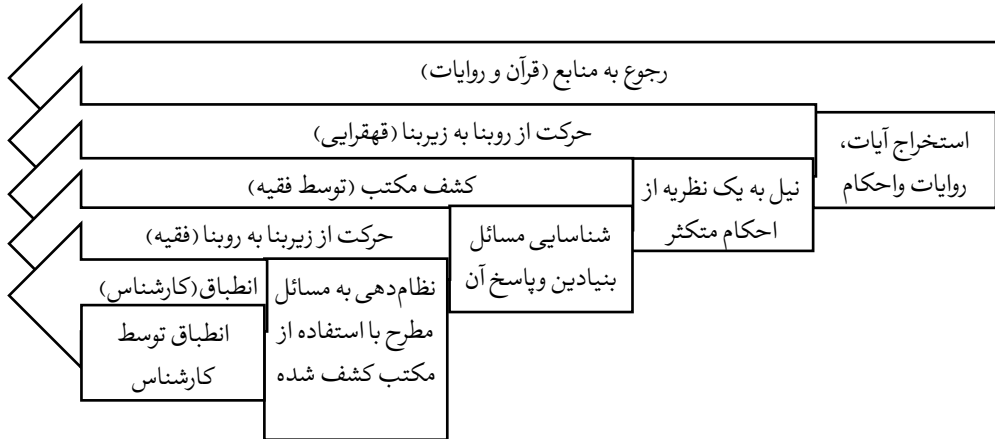 رجوع به منابع (قرآن و روایات)
استخراج آیات،
روایات واحکام
حرکت از روبنا به زیربنا (قهقرایی)
نیل به یک نظریه از
احکام متکثر
کشف مکتب (توسط فقیه)
شناسایی مسائل
بنیادین وپاسخ آن
حرکت از زیربنا به روبنا (فقیه)
نظام‌دهی به مسائل
مطرح با استفاده از
مکتب کشف شده
انطباق(کارشناس)
انطباق توسط
کارشناس